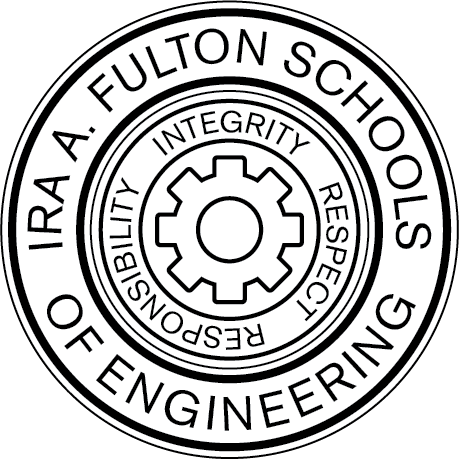 IRA A. FULTON SCHOOLS
OF ENGINEERING
INTEGRITY
RESPECT
RESPONSIBILITY